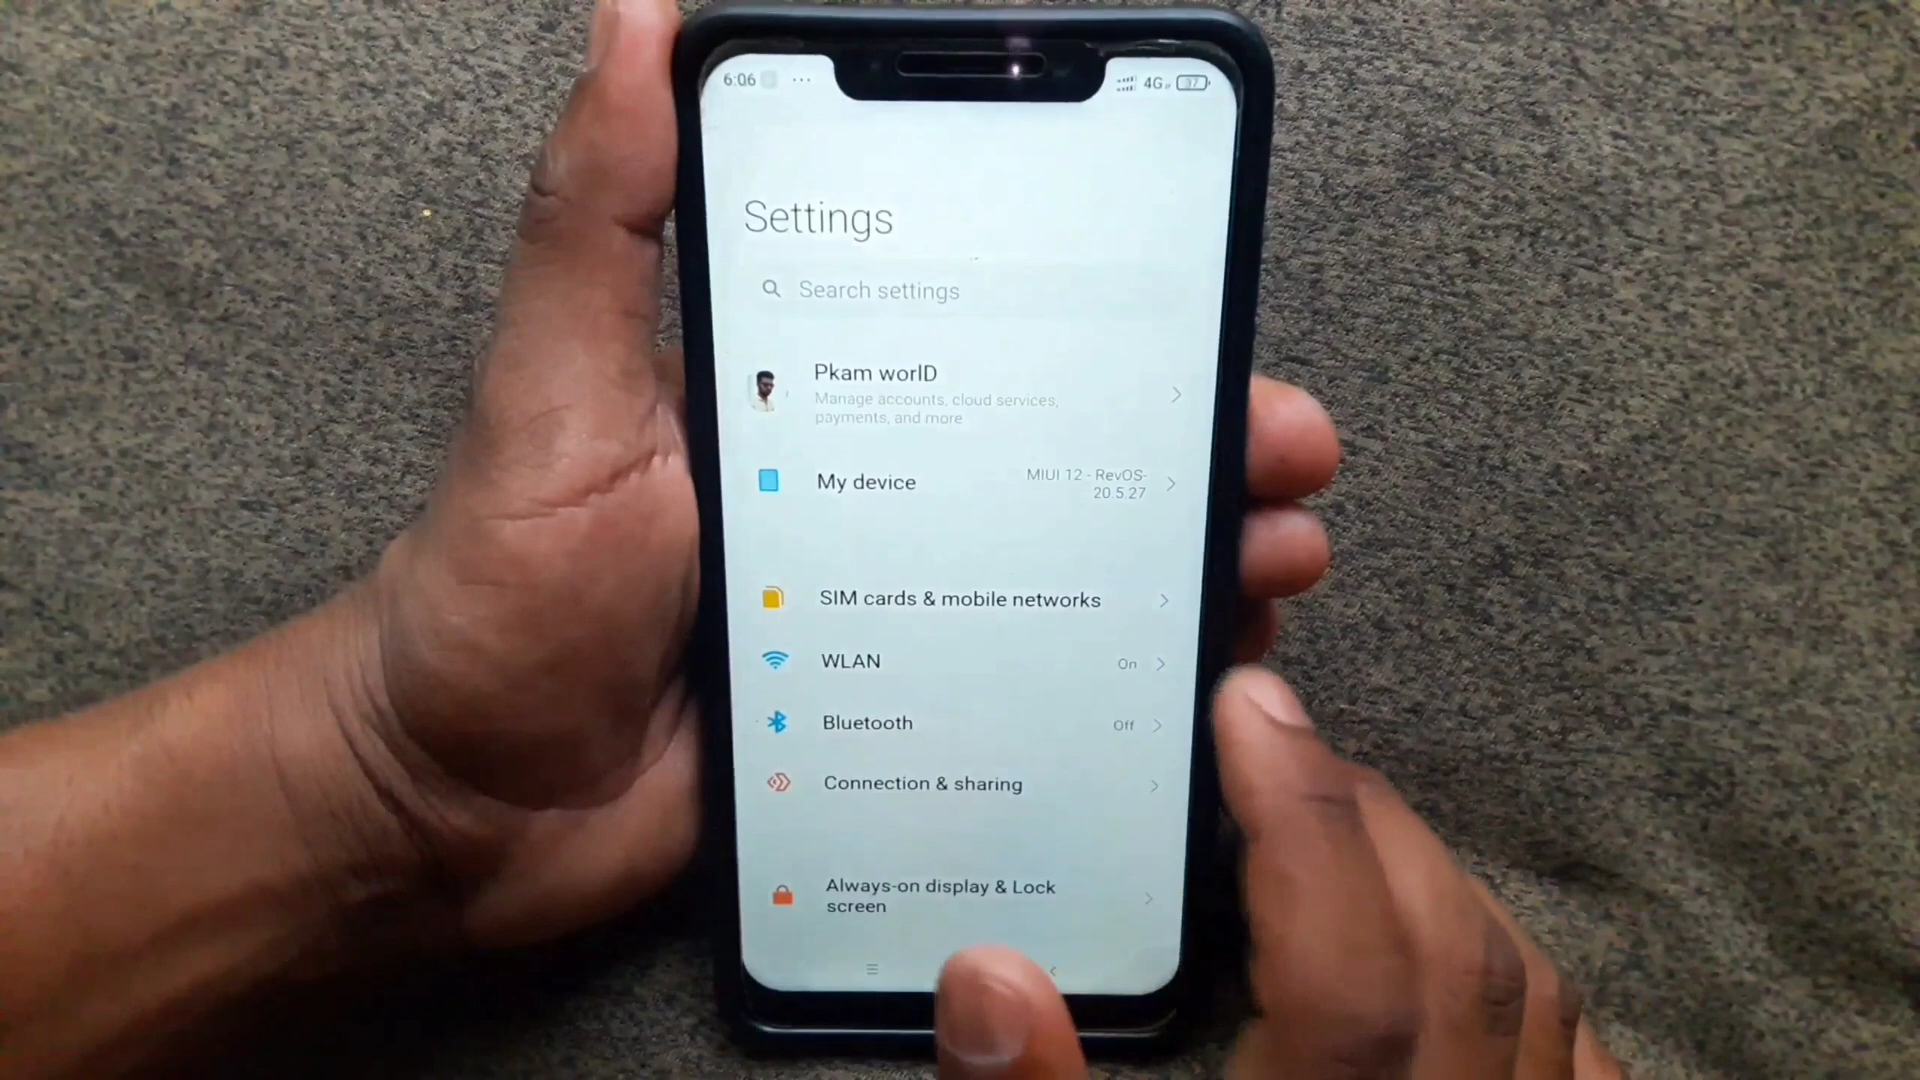 6:06 ... 4G 37
Settings
Search settings
Pkam worlD
Manage accounts, cloud services,
payments, and more
My device
MIUI 12 - RevOS-
20.5.27
SIM cards & mobile networks
WLAN On
Bluetooth Off
Connection & sharing
Always-on display & Lock
screen